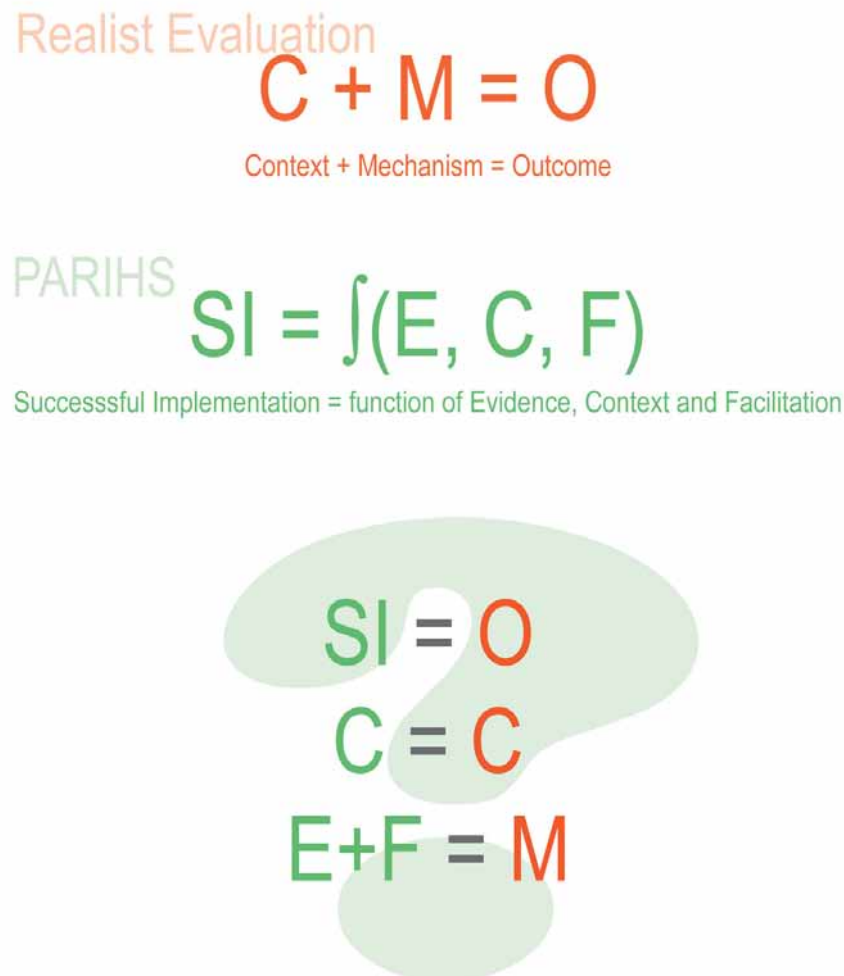 Realist Evaluation
C + M = O
Context + Mechanism = Outcome
PARIHS
SI = ∫(E, C, F)
Successsful Implementation = function of Evidence, Context and Facilitation
SI = O
C = C
E+F = M